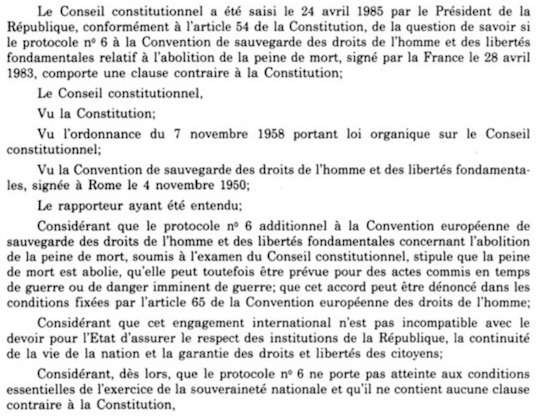 Le Conseil constitutionnel a été saisi le 24 avril 1985 par le Président de la
République, conformément à l'article 54 de la Constitution, de la question de savoir si
le protocole nº 6 à la Convention de sauvegarde des droits de l'homme et des libertés
fondamentales relatif à l'abolition de la peine de mort, signé par la France le 28 avril
1983, comporte une clause contraire à la Constitution;
Le Conseil constitutionnel,
Vu la Constitution;
Vu l'ordonnance du 7 novembre 1958 portant loi organique sur le Conseil
constitutionnel;
Vu la Convention de sauvegarde des droits de l'homme et des libertés fondamenta-
les, signée à Rome le 4 novembre 1950;
Le rapporteur ayant été entendu;
Considérant que le protocole nº 6 additionnel à la Convention européenne de
sauvegarde des droits de l'homme et des libertés fondamentales concernant l'abolition
de la peine de mort, soumis à l'examen du Conseil constitutionnel, stipule que la peine
de mort est abolie, qu'elle peut toutefois être prévue pour des actes commis en temps
de guerre ou de danger imminent de guerre; que cet accord peut être dénoncé dans les
conditions fixées par l'article 65 de la Convention européenne des droits de l'homme;
Considérant que cet engagement international n'est pas incompatible avec le
devoir pour l'Etat d'assurer le respect des institutions de la République, la continuité
de la vie de la nation et la garantie des droits et libertés des citoyens;
Considérant, dès lors, que le protocole nº 6 ne porte pas atteinte aux conditions
essentielles de l'exercice de la souveraineté nationale et qu'il ne contient aucune clause
contraire à la Constitution,